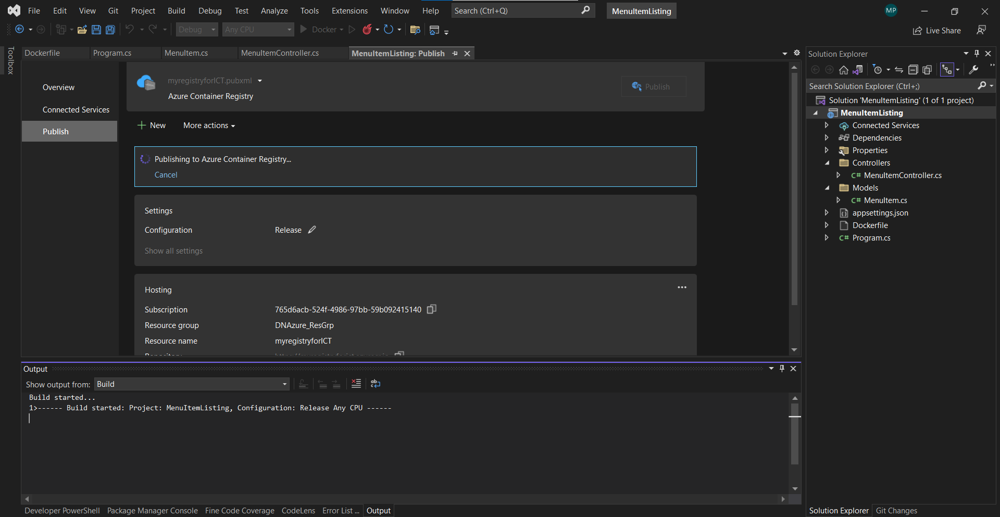 File Edit View Git Project Build Debug Test Analyze Tools Extensions Window Help Search (Ctrl+Q) MenuItemListing MP
Debug Any CPU Docker Live Share
Toolbox
Dockerfile Program.cs MenuItem.cs MenuItemController.cs MenuItemListing: Publish
Overview
Connected Services
Publish
myregistryforICT.pubxml
Azure Container Registry
Publish
New More actions
Publishing to Azure Container Registry...
Cancel
Settings
Configuration Release
Show all settings
Hosting
Subscription 765d6acb-524f-4986-97bb-59b092415140
Resource group DNAzure_ResGrp
Resource name myregistryforICT
Output
Show output from: Build
Build started...
1>------ Build started: Project: MenuItemListing, Configuration: Release Any CPU ------
Developer PowerShell Package Manager Console Fine Code Coverage CodeLens Error List ... Output
Solution Explorer
Search Solution Explorer (Ctrl+;)
Solution 'MenuItemListing' (1 of 1 project)
MenuItemListing
Connected Services
Dependencies
Properties
Controllers
C# MenuItemController.cs
Models
C# MenuItem.cs
appsettings.json
Dockerfile
C# Program.cs
Solution Explorer Git Changes